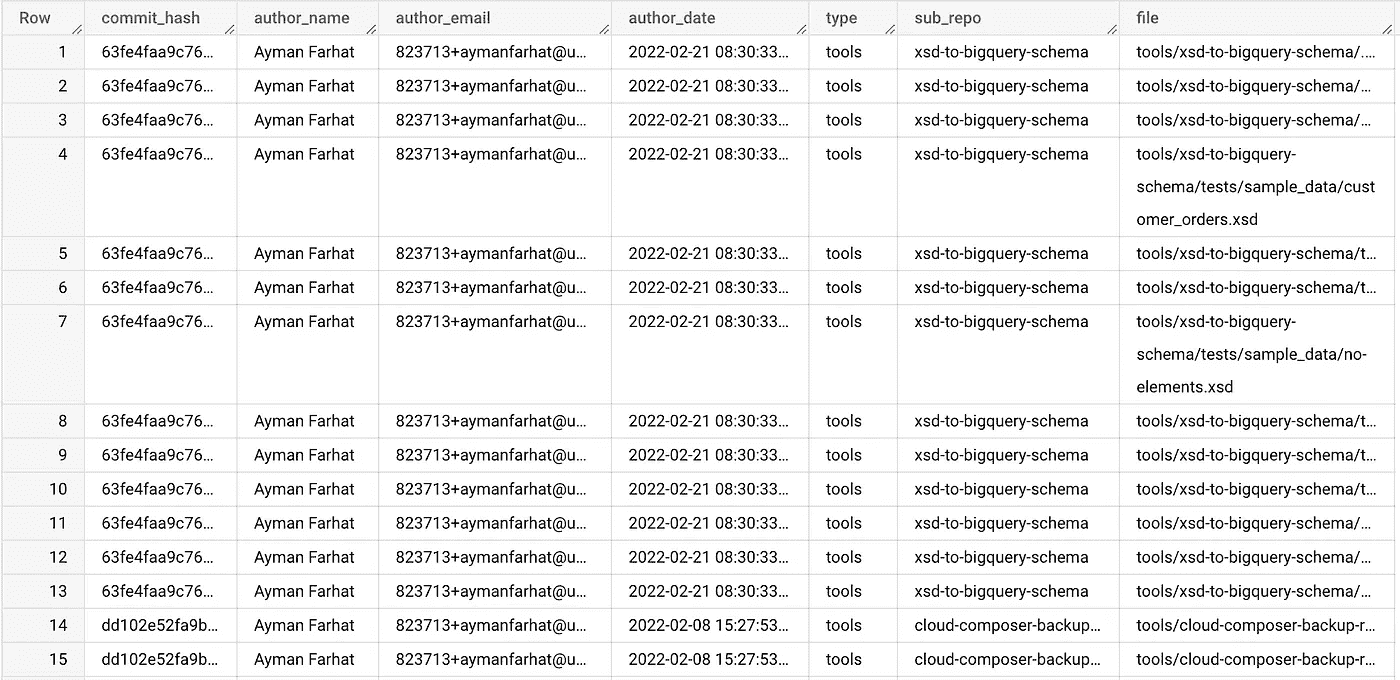 Row commit_hash author_name author_email author_date type sub_repo file
1 63fe4faa9c76... Ayman Farhat 823713+aymanfarhat@u... 2022-02-21 08:30:33... tools xsd-to-bigquery-schema tools/xsd-to-bigquery-schema/....
2 63fe4faa9c76... Ayman Farhat 823713+aymanfarhat@u... 2022-02-21 08:30:33... tools xsd-to-bigquery-schema tools/xsd-to-bigquery-schema/...
3 63fe4faa9c76... Ayman Farhat 823713+aymanfarhat@u... 2022-02-21 08:30:33... tools xsd-to-bigquery-schema tools/xsd-to-bigquery-schema/...
4 63fe4faa9c76... Ayman Farhat 823713+aymanfarhat@u... 2022-02-21 08:30:33... tools xsd-to-bigquery-schema tools/xsd-to-bigquery-
schema/tests/sample_data/cust
omer_orders.xsd
5 63fe4faa9c76... Ayman Farhat 823713+aymanfarhat@u... 2022-02-21 08:30:33... tools xsd-to-bigquery-schema tools/xsd-to-bigquery-schema/t...
6 63fe4faa9c76... Ayman Farhat 823713+aymanfarhat@u... 2022-02-21 08:30:33... tools xsd-to-bigquery-schema tools/xsd-to-bigquery-schema/t...
7 63fe4faa9c76... Ayman Farhat 823713+aymanfarhat@u... 2022-02-21 08:30:33... tools xsd-to-bigquery-schema tools/xsd-to-bigquery-
schema/tests/sample_data/no-
elements.xsd
8 63fe4faa9c76... Ayman Farhat 823713+aymanfarhat@u... 2022-02-21 08:30:33... tools xsd-to-bigquery-schema tools/xsd-to-bigquery-schema/t...
9 63fe4faa9c76... Ayman Farhat 823713+aymanfarhat@u... 2022-02-21 08:30:33... tools xsd-to-bigquery-schema tools/xsd-to-bigquery-schema/t...
10 63fe4faa9c76... Ayman Farhat 823713+aymanfarhat@u... 2022-02-21 08:30:33... tools xsd-to-bigquery-schema tools/xsd-to-bigquery-schema/t...
11 63fe4faa9c76... Ayman Farhat 823713+aymanfarhat@u... 2022-02-21 08:30:33... tools xsd-to-bigquery-schema tools/xsd-to-bigquery-schema/...
12 63fe4faa9c76... Ayman Farhat 823713+aymanfarhat@u... 2022-02-21 08:30:33... tools xsd-to-bigquery-schema tools/xsd-to-bigquery-schema/...
13 63fe4faa9c76... Ayman Farhat 823713+aymanfarhat@u... 2022-02-21 08:30:33... tools xsd-to-bigquery-schema tools/xsd-to-bigquery-schema/...
14 dd102e52fa9b... Ayman Farhat 823713+aymanfarhat@u... 2022-02-08 15:27:53... tools cloud-composer-backup... tools/cloud-composer-backup-r...
15 dd102e52fa9b... Ayman Farhat 823713+aymanfarhat@u... 2022-02-08 15:27:53... tools cloud-composer-backup... tools/cloud-composer-backup-r...